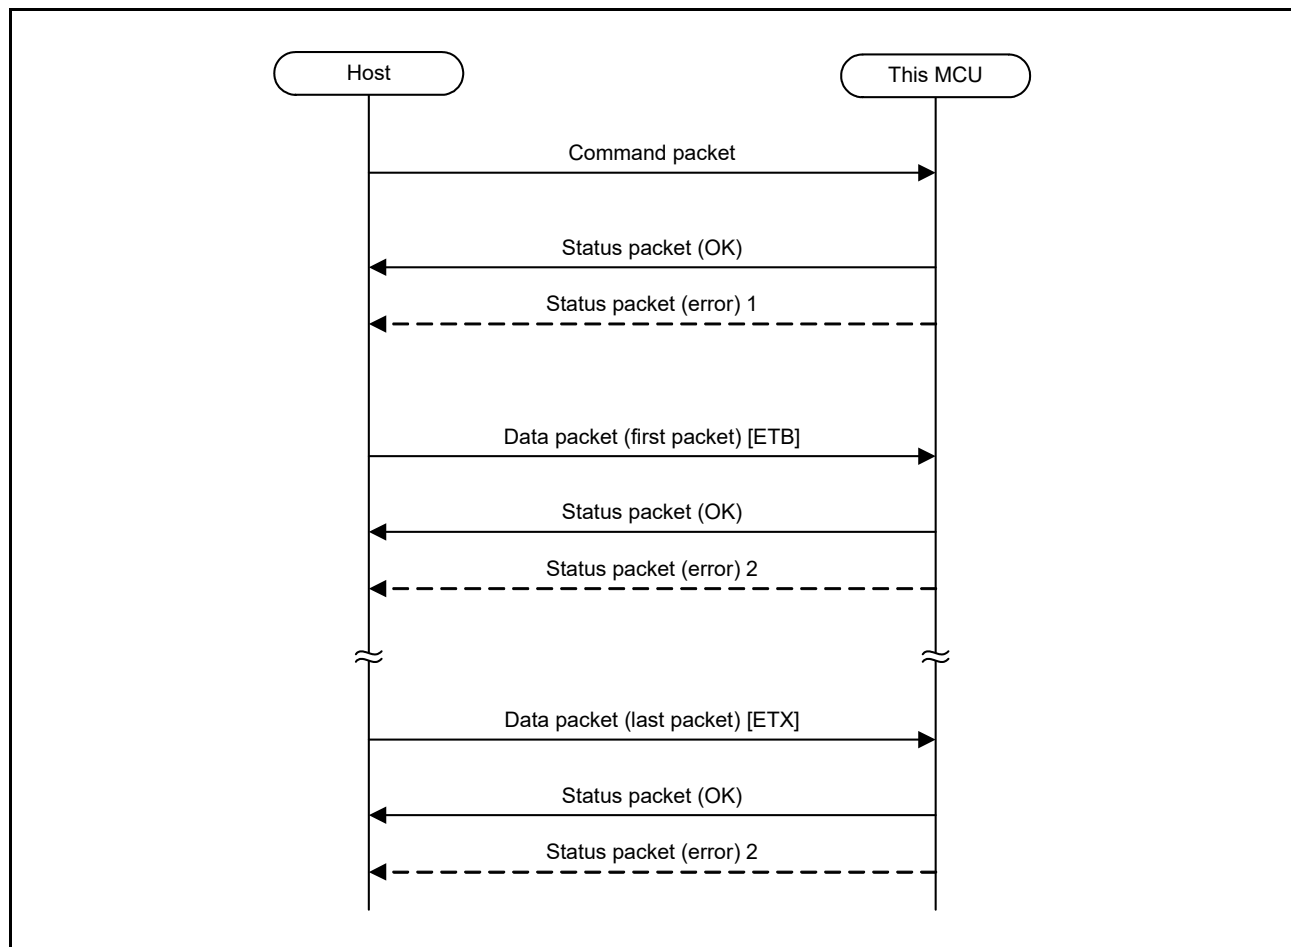 Host
This MCU
Command packet
Status packet (OK)
Status packet (error) 1
Data packet (first packet) [ETB]
Status packet (OK)
Status packet (error) 2
Data packet (last packet) [ETX]
Status packet (OK)
Status packet (error) 2